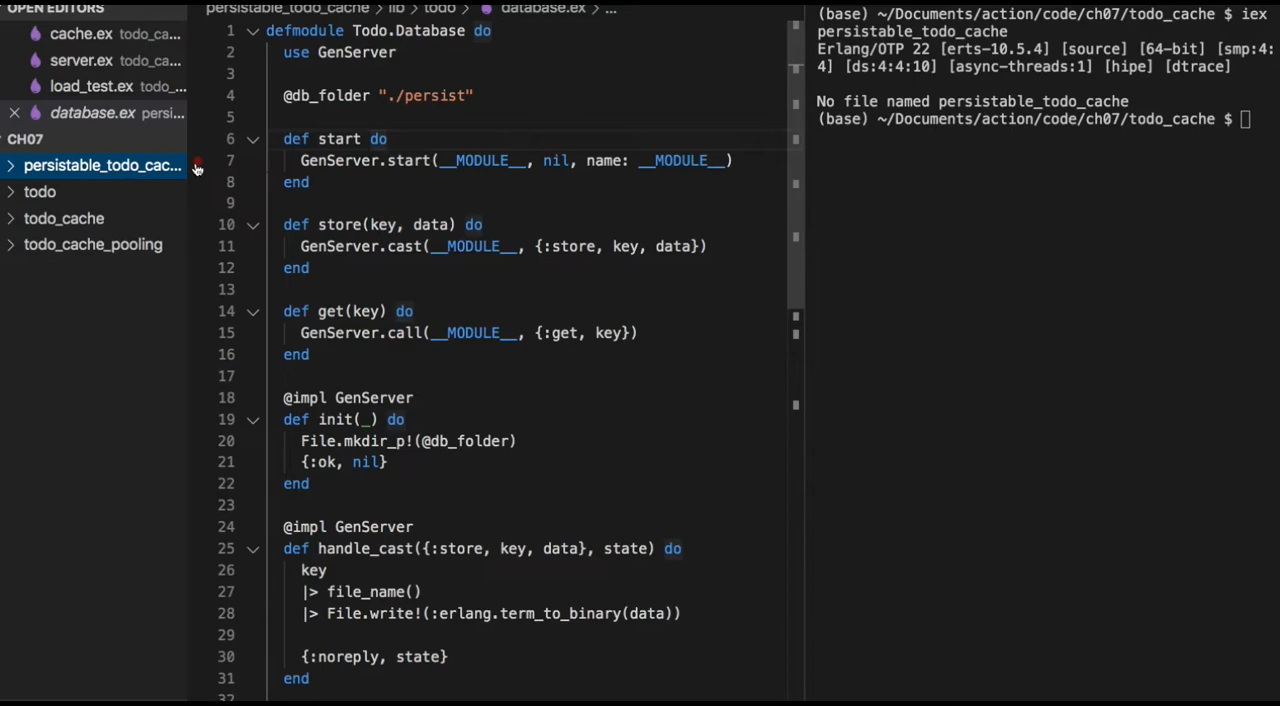 OPEN EDITORS
cache.ex todo_ca...
server.ex todo_ca...
load_test.ex todo_...
database.ex persi...
CH07
persistable_todo_cac...
todo
todo_cache
todo_cache_pooling
persistable_todo_cache > lib > todo > database.ex > ...
1 defmodule Todo.Database do
2 use GenServer
3
4 @db_folder "./persist"
5
6 def start do
7 GenServer.start(__MODULE__, nil, name: __MODULE__)
8 end
9
10 def store(key, data) do
11 GenServer.cast(__MODULE__, {:store, key, data})
12 end
13
14 def get(key) do
15 GenServer.call(__MODULE__, {:get, key})
16 end
17
18 @impl GenServer
19 def init(_) do
20 File.mkdir_p!(@db_folder)
21 {:ok, nil}
22 end
23
24 @impl GenServer
25 def handle_cast({:store, key, data}, state) do
26 key
27 |> file_name()
28 |> File.write!(:erlang.term_to_binary(data))
29
30 {:noreply, state}
31 end
32
(base) ~/Documents/action/code/ch07/todo_cache $ iex
persistable_todo_cache
Erlang/OTP 22 [erts-10.5.4] [source] [64-bit] [smp:4:
4] [ds:4:4:10] [async-threads:1] [hipe] [dtrace]
No file named persistable_todo_cache
(base) ~/Documents/action/code/ch07/todo_cache $